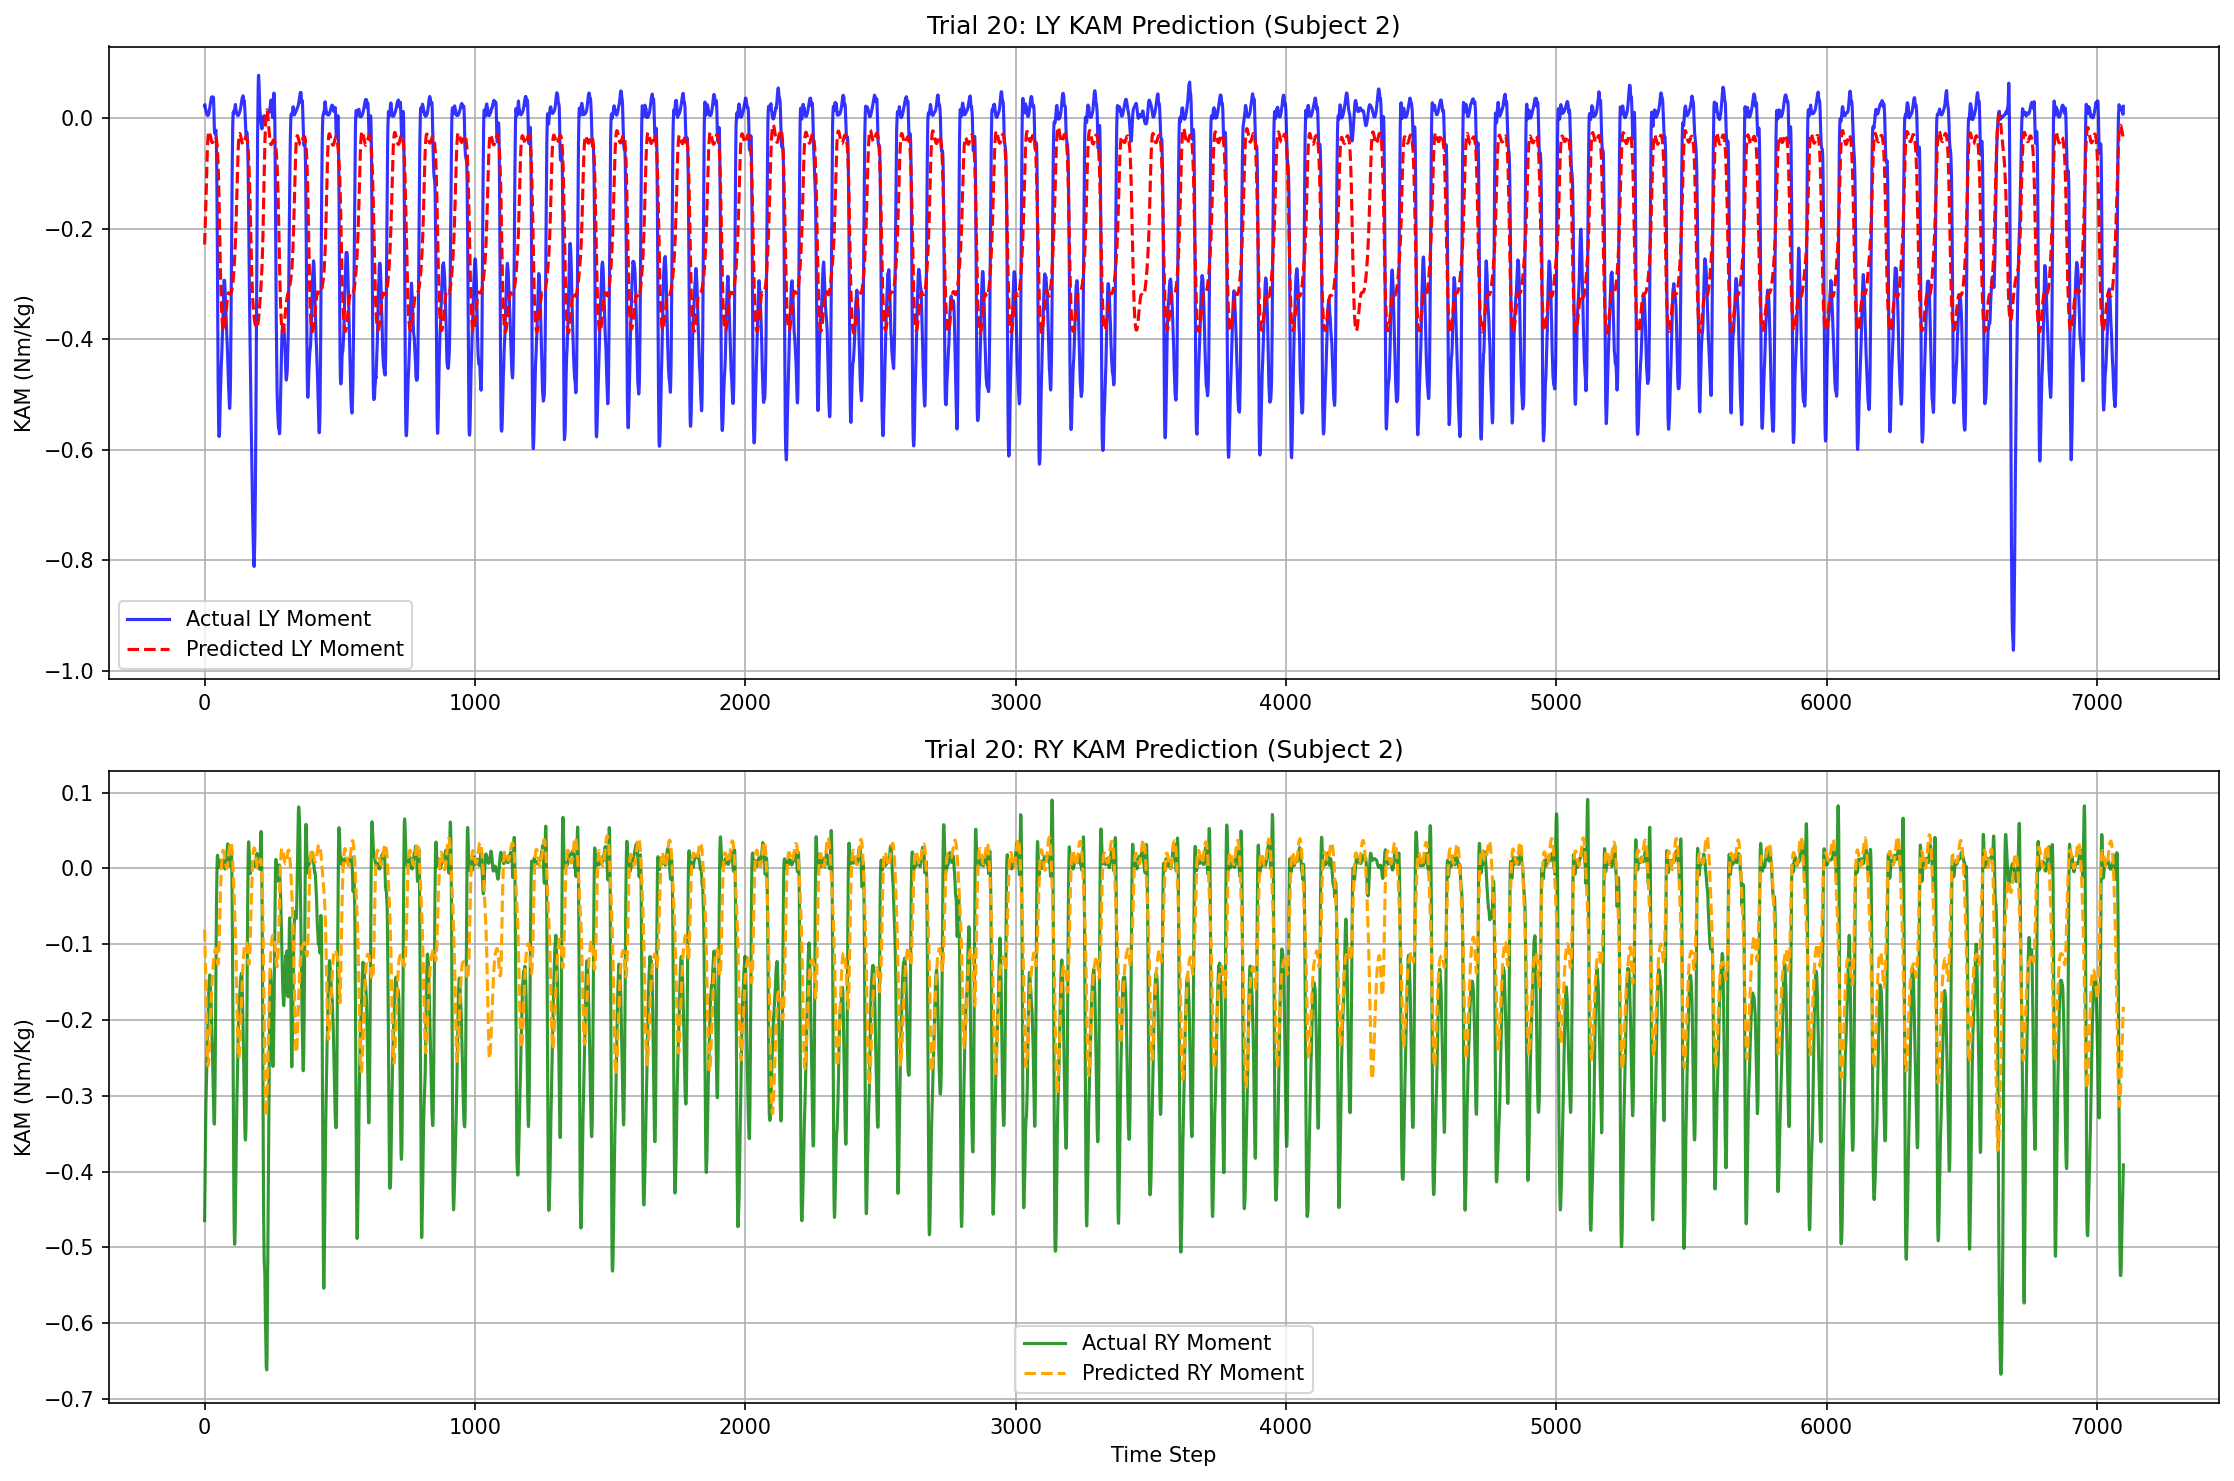 Trial 20: LY KAM Prediction (Subject 2)
KAM (Nm/Kg)
0.0
−0.2
−0.4
−0.6
−0.8
−1.0
Actual LY Moment
Predicted LY Moment
0 1000 2000 3000 4000 5000 6000 7000
Trial 20: RY KAM Prediction (Subject 2)
KAM (Nm/Kg)
0.1
0.0
−0.1
−0.2
−0.3
−0.4
−0.5
−0.6
−0.7
Actual RY Moment
Predicted RY Moment
0 1000 2000 3000 4000 5000 6000 7000
Time Step